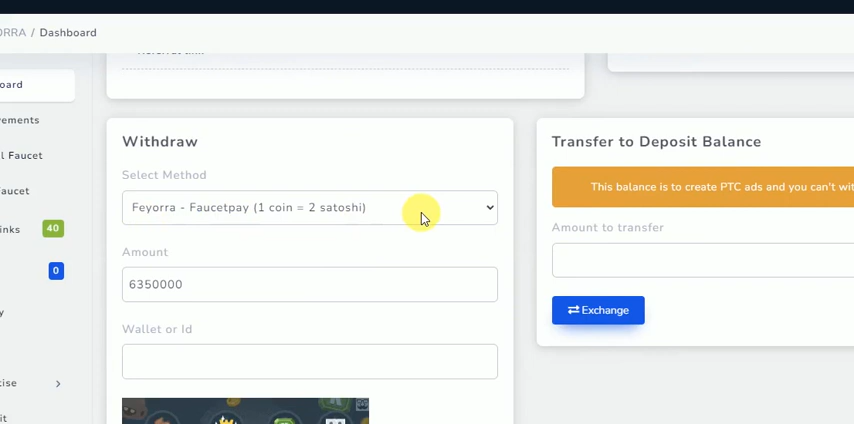 ORRA / Dashboard
oard
Withdraw
Transfer to Deposit Balance
ements
Select Method
l Faucet
This balance is to create PTC ads and you can't wit
aucet
Feyorra - Faucetpay (1 coin = 2 satoshi)
Amount to transfer
inks 40
Amount
0
6350000
y
Exchange
Wallet or Id
tise
it